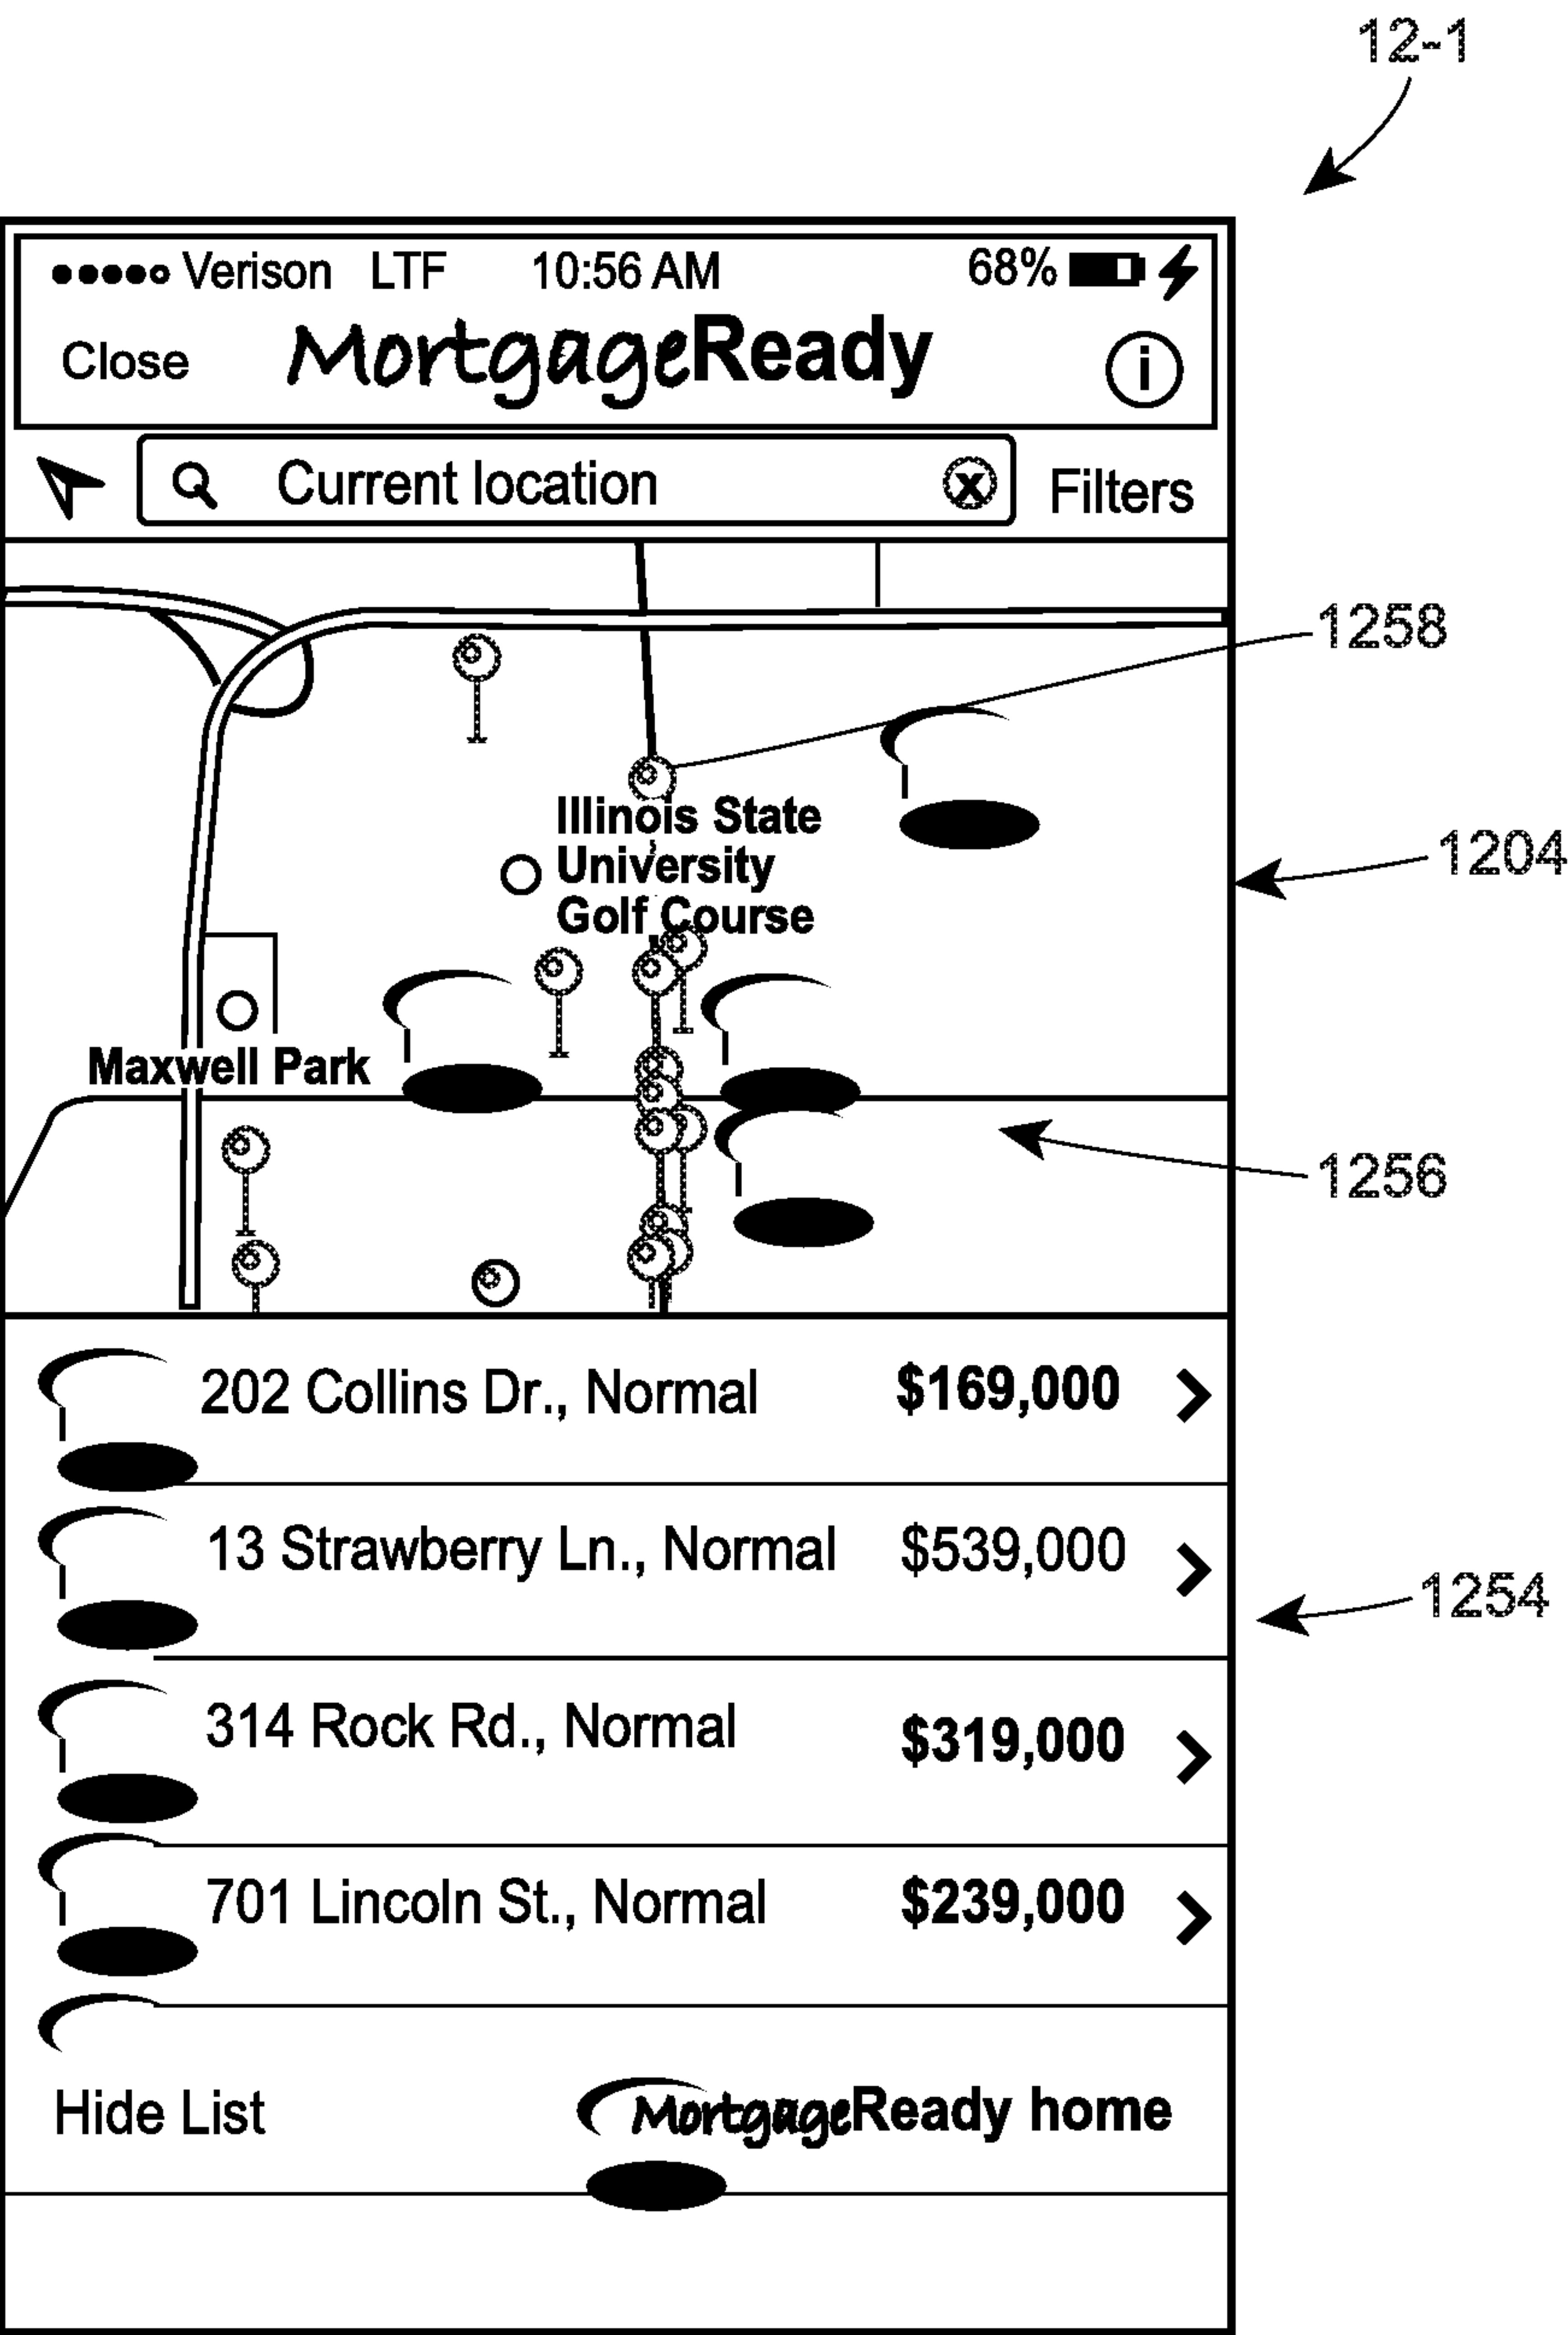 12-1
Verison LTF 10:56 AM 68%
Close MortgageReady i
Current location x Filters
1258
Illinois State
University
Golf Course
1204
Maxwell Park
1256
202 Collins Dr., Normal $169,000
13 Strawberry Ln., Normal $539,000
1254
314 Rock Rd., Normal $319,000
701 Lincoln St., Normal $239,000
Hide List MortgageReady home